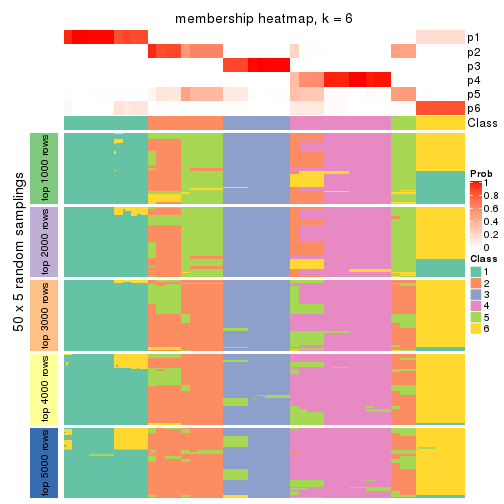 membership heatmap, k = 6
p1
p2
p3
p4
p5
p6
Class
50 x 5 random samplings
top 1000 rows
top 2000 rows
top 3000 rows
top 4000 rows
top 5000 rows
Prob
1
0.8
0.6
0.4
0.2
0
Class
1
2
3
4
5
6